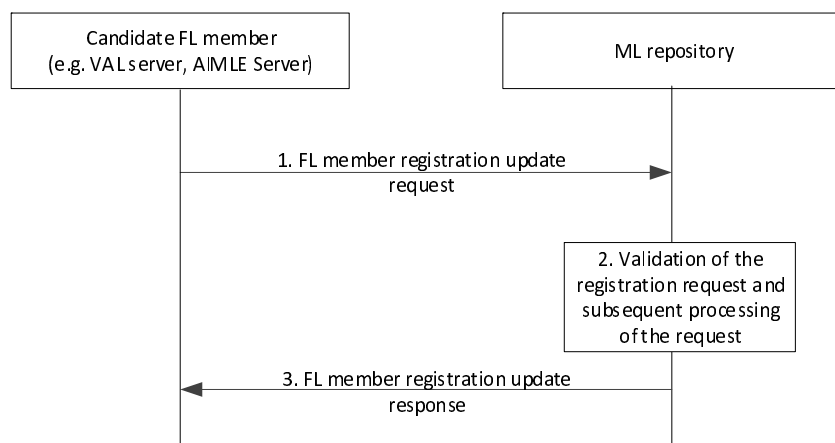 Candidate FL member
(e.g. VAL server, AIMLE Server)
ML repository
1. FL member registration update
request
2. Validation of the
registration request and
subsequent processing
of the request
3. FL member registration update
response